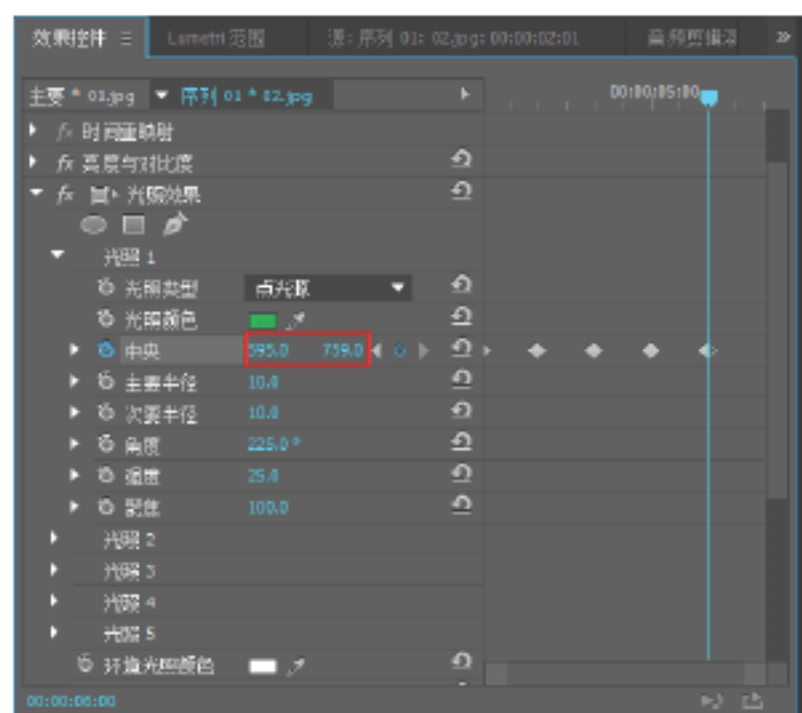 效果控件 Lumetri 范围 源: 序列 01: 02.jpg: 00:00:02:01 音频剪辑混
主要 * 01.jpg 序列 01 * 02.jpg 00:00:05:00
fx 时间重映射
fx 亮度与对比度
fx 光照效果
光照 1
光照类型 点光源
光照颜色
中央 595.0 759.0
主要半径 10.0
次要半径 10.0
角度 225.0 °
强度 25.0
聚焦 100.0
光照 2
光照 3
光照 4
光照 5
环境光照颜色
00:00:06:00